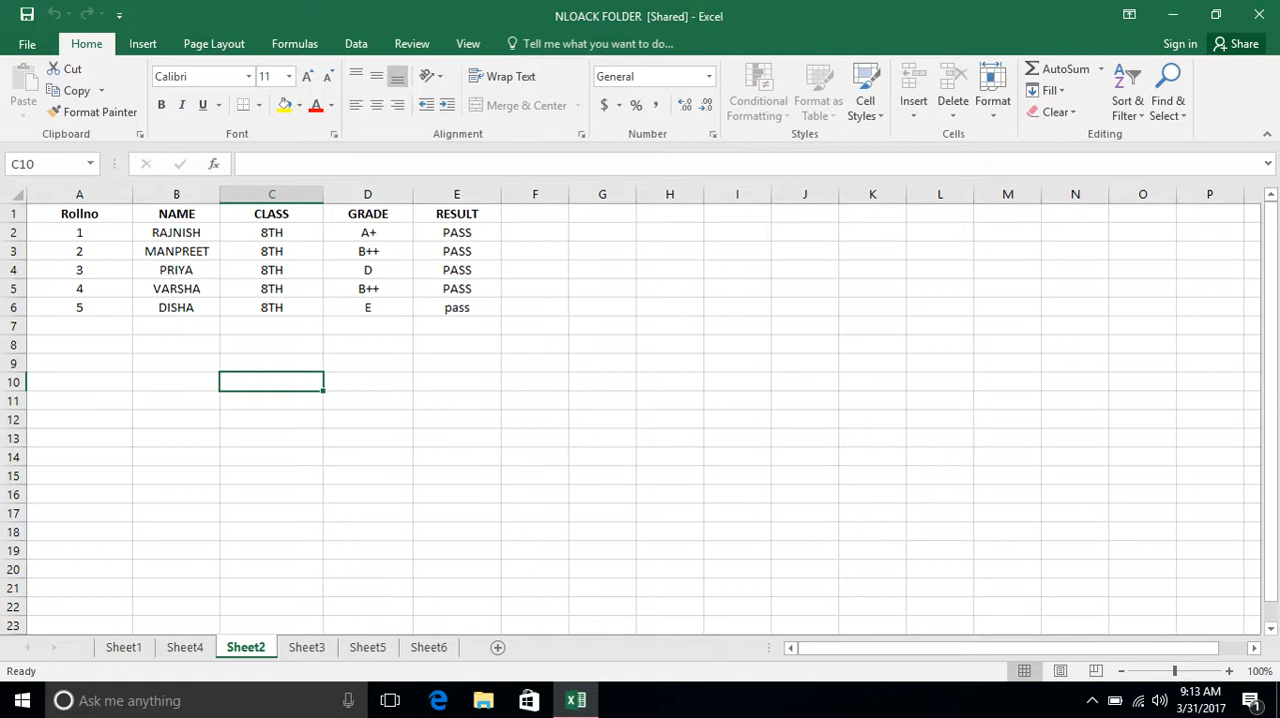 NLOACK FOLDER [Shared] - Excel
File Home Insert Page Layout Formulas Data Review View Tell me what you want to do... Sign in Share
Paste Cut Copy Format Painter Clipboard
Calibri 11 B I U A Font
Wrap Text Merge & Center Alignment
General $ % , Number
Conditional Formatting Format as Table Cell Styles Styles
Insert Delete Format Cells
AutoSum Fill Clear Sort & Filter Find & Select Editing
C10 fx
A B C D E F G H I J K L M N O P
1 Rollno NAME CLASS GRADE RESULT
2 1 RAJNISH 8TH A+ PASS
3 2 MANPREET 8TH B++ PASS
4 3 PRIYA 8TH D PASS
5 4 VARSHA 8TH B++ PASS
6 5 DISHA 8TH E pass
7
8
9
10
11
12
13
14
15
16
17
18
19
20
21
22
23
Sheet1 Sheet4 Sheet2 Sheet3 Sheet5 Sheet6
Ready 100%
Ask me anything 9:13 AM
3/31/2017 1